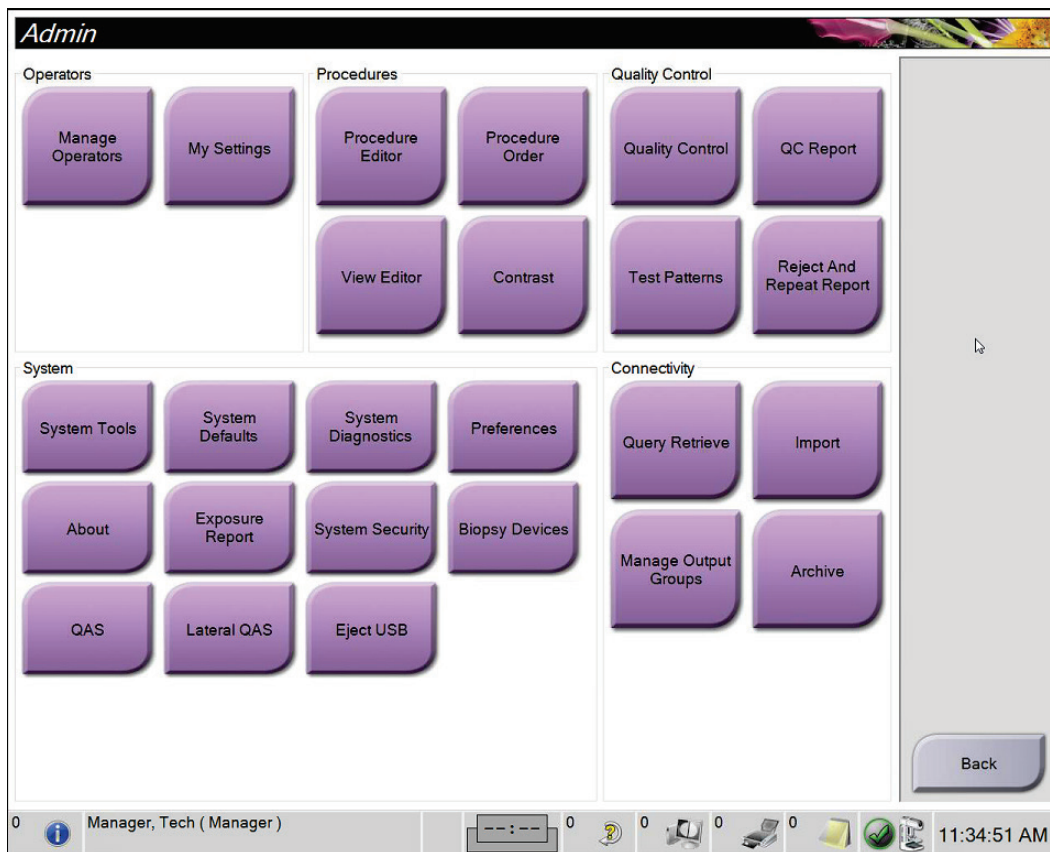 Admin
Operators
Manage
Operators
My Settings
Procedures
Procedure
Editor
Procedure
Order
View Editor
Contrast
Quality Control
Quality Control
QC Report
Test Patterns
Reject And
Repeat Report
System
System Tools
System
Defaults
System
Diagnostics
Preferences
About
Exposure
Report
System Security
Biopsy Devices
QAS
Lateral QAS
Eject USB
Connectivity
Query Retrieve
Import
Manage Output
Groups
Archive
Back
0
Manager, Tech ( Manager )
--:--
0
0
0
0
11:34:51 AM